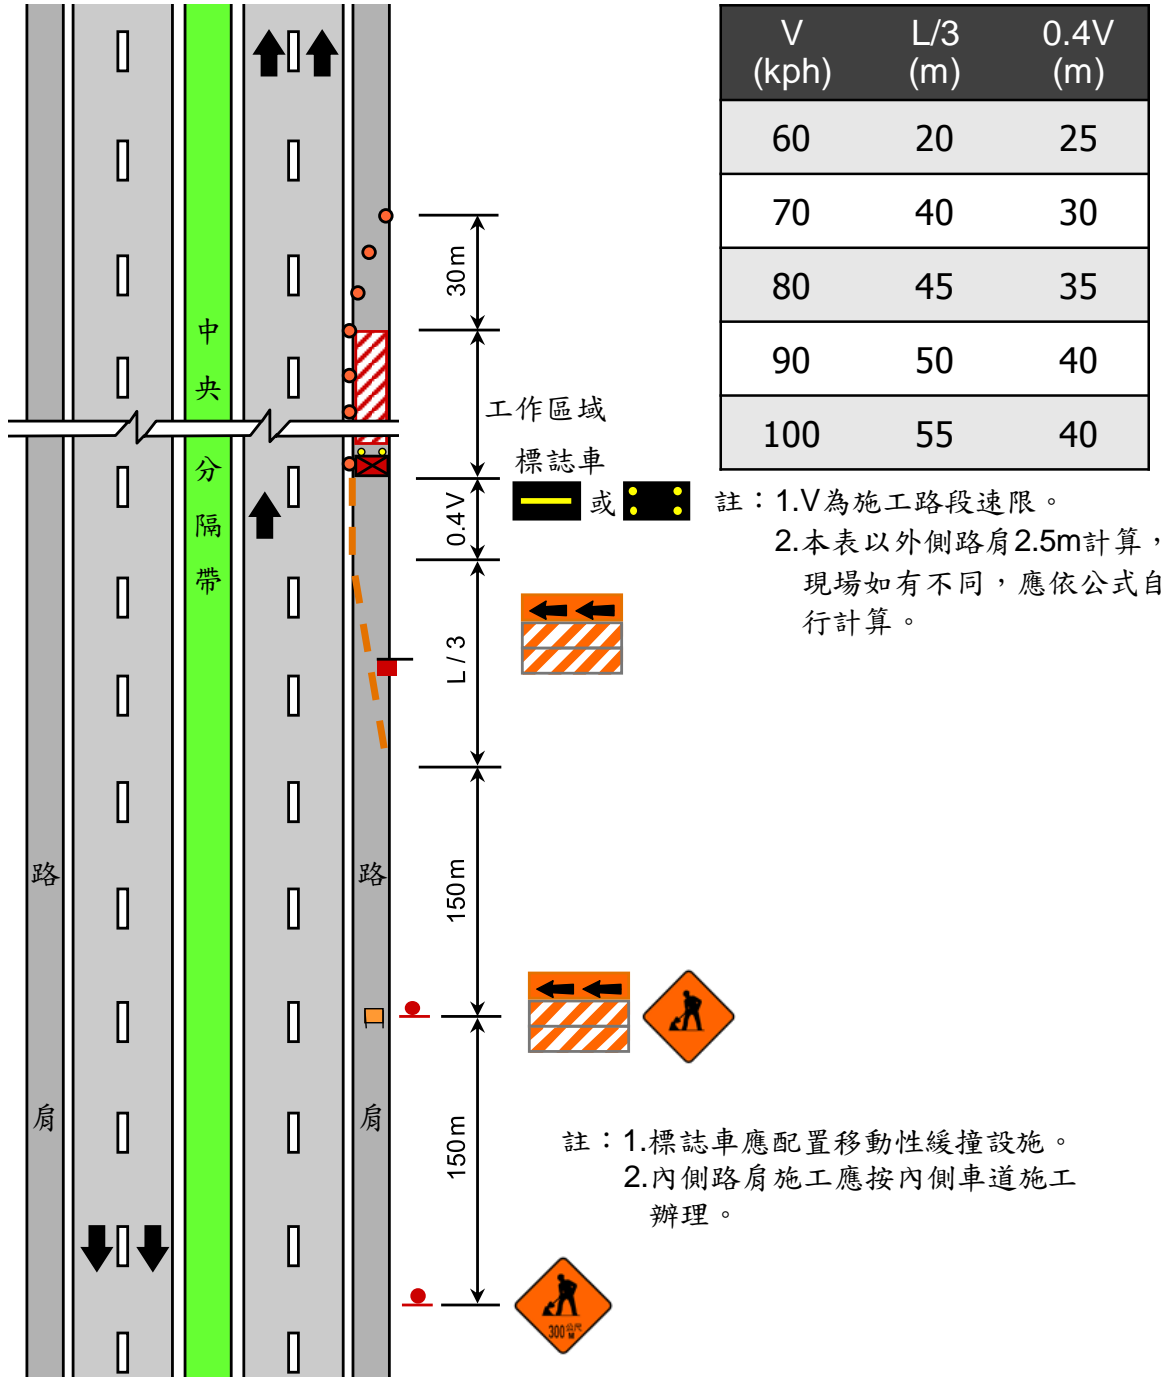 V L/3 0.4V
(kph) (m) (m)
60 20 25
70 40 30
80 45 35
90 50 40
100 55 40
註：1.V為施工路段速限。
2.本表以外側路肩2.5m計算，
現場如有不同，應依公式自
行計算。
中央分隔帶
30m
工作區域
標誌車
或
0.4V
L/3
150m
路肩
路肩
150m
註：1.標誌車應配置移動性緩撞設施。
2.內側路肩施工應按內側車道施工
辦理。
300公尺